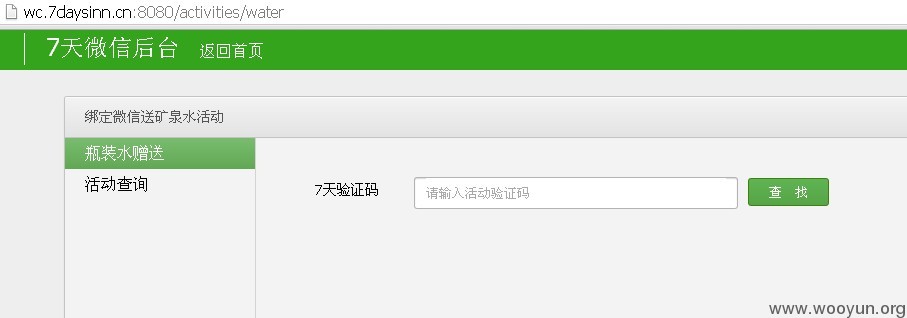 wc.7daysinn.cn:8080/activities/water
7天微信后台 返回首页
绑定微信送矿泉水活动
瓶装水赠送
活动查询
7天验证码 请输入活动验证码 查 找
www.wooyun.org